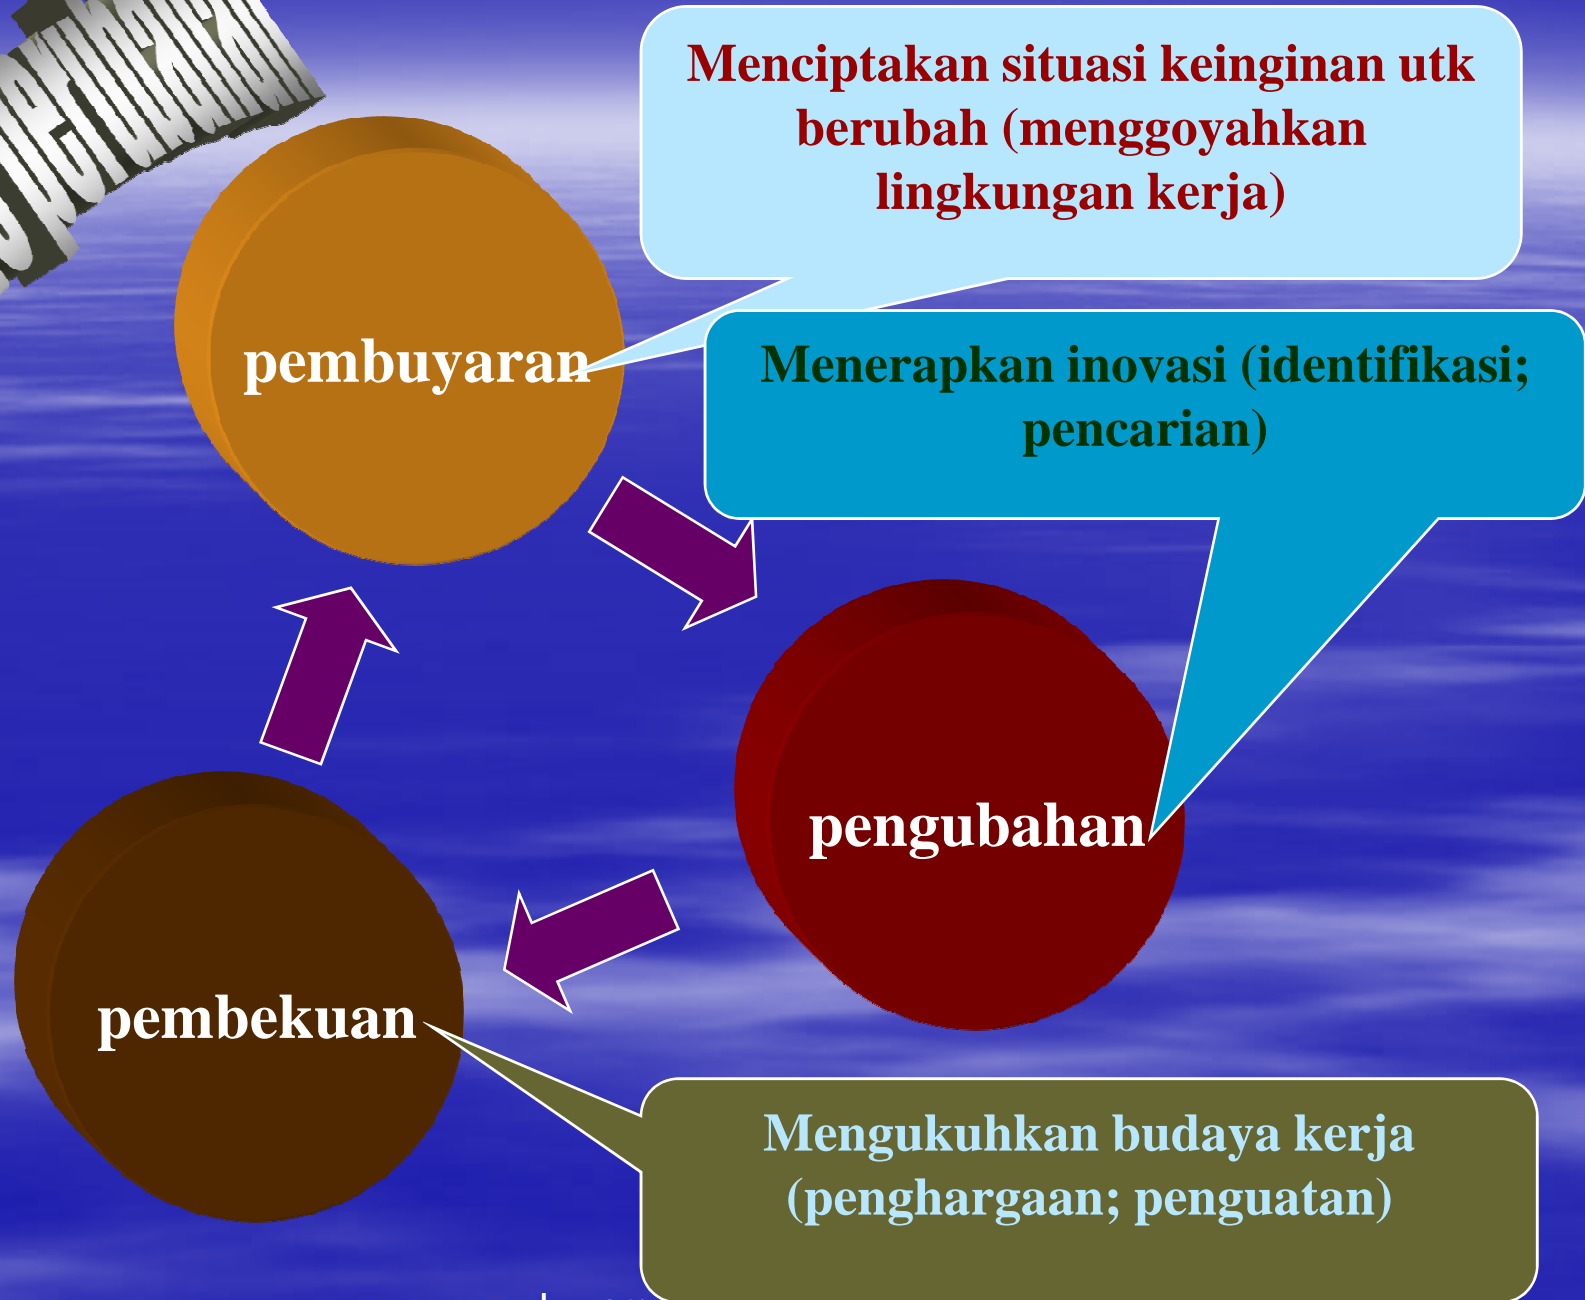 Menciptakan situasi keinginan utk
berubah (menggoyahkan
lingkungan kerja)
pembuyaran
Menerapkan inovasi (identifikasi;
pencarian)
pengubahan
pembekuan
Mengukuhkan budaya kerja
(penghargaan; penguatan)